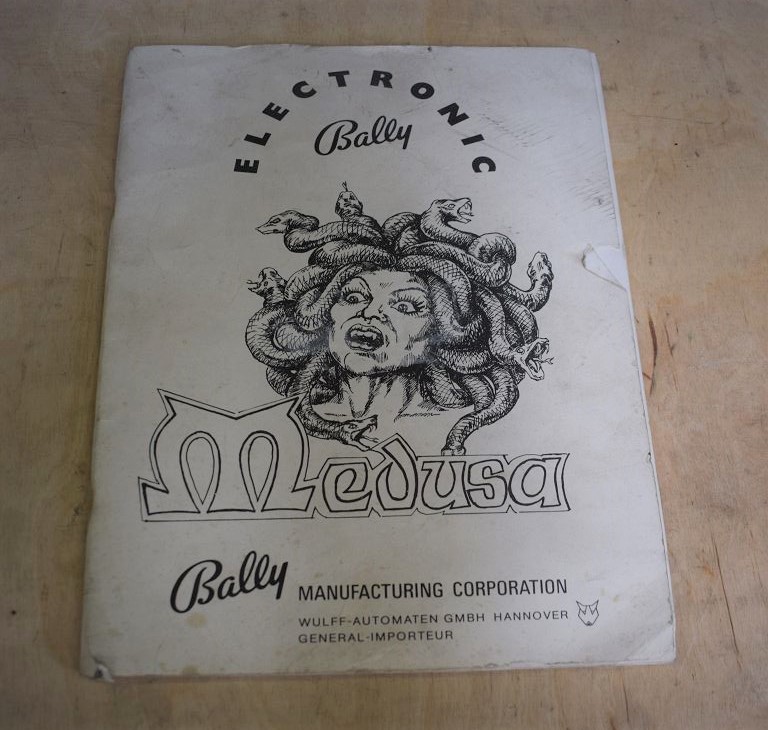 ELECTRONIC
Bally
Medusa
Bally MANUFACTURING CORPORATION
WULFF-AUTOMATEN GMBH HANNOVER
GENERAL-IMPORTEUR